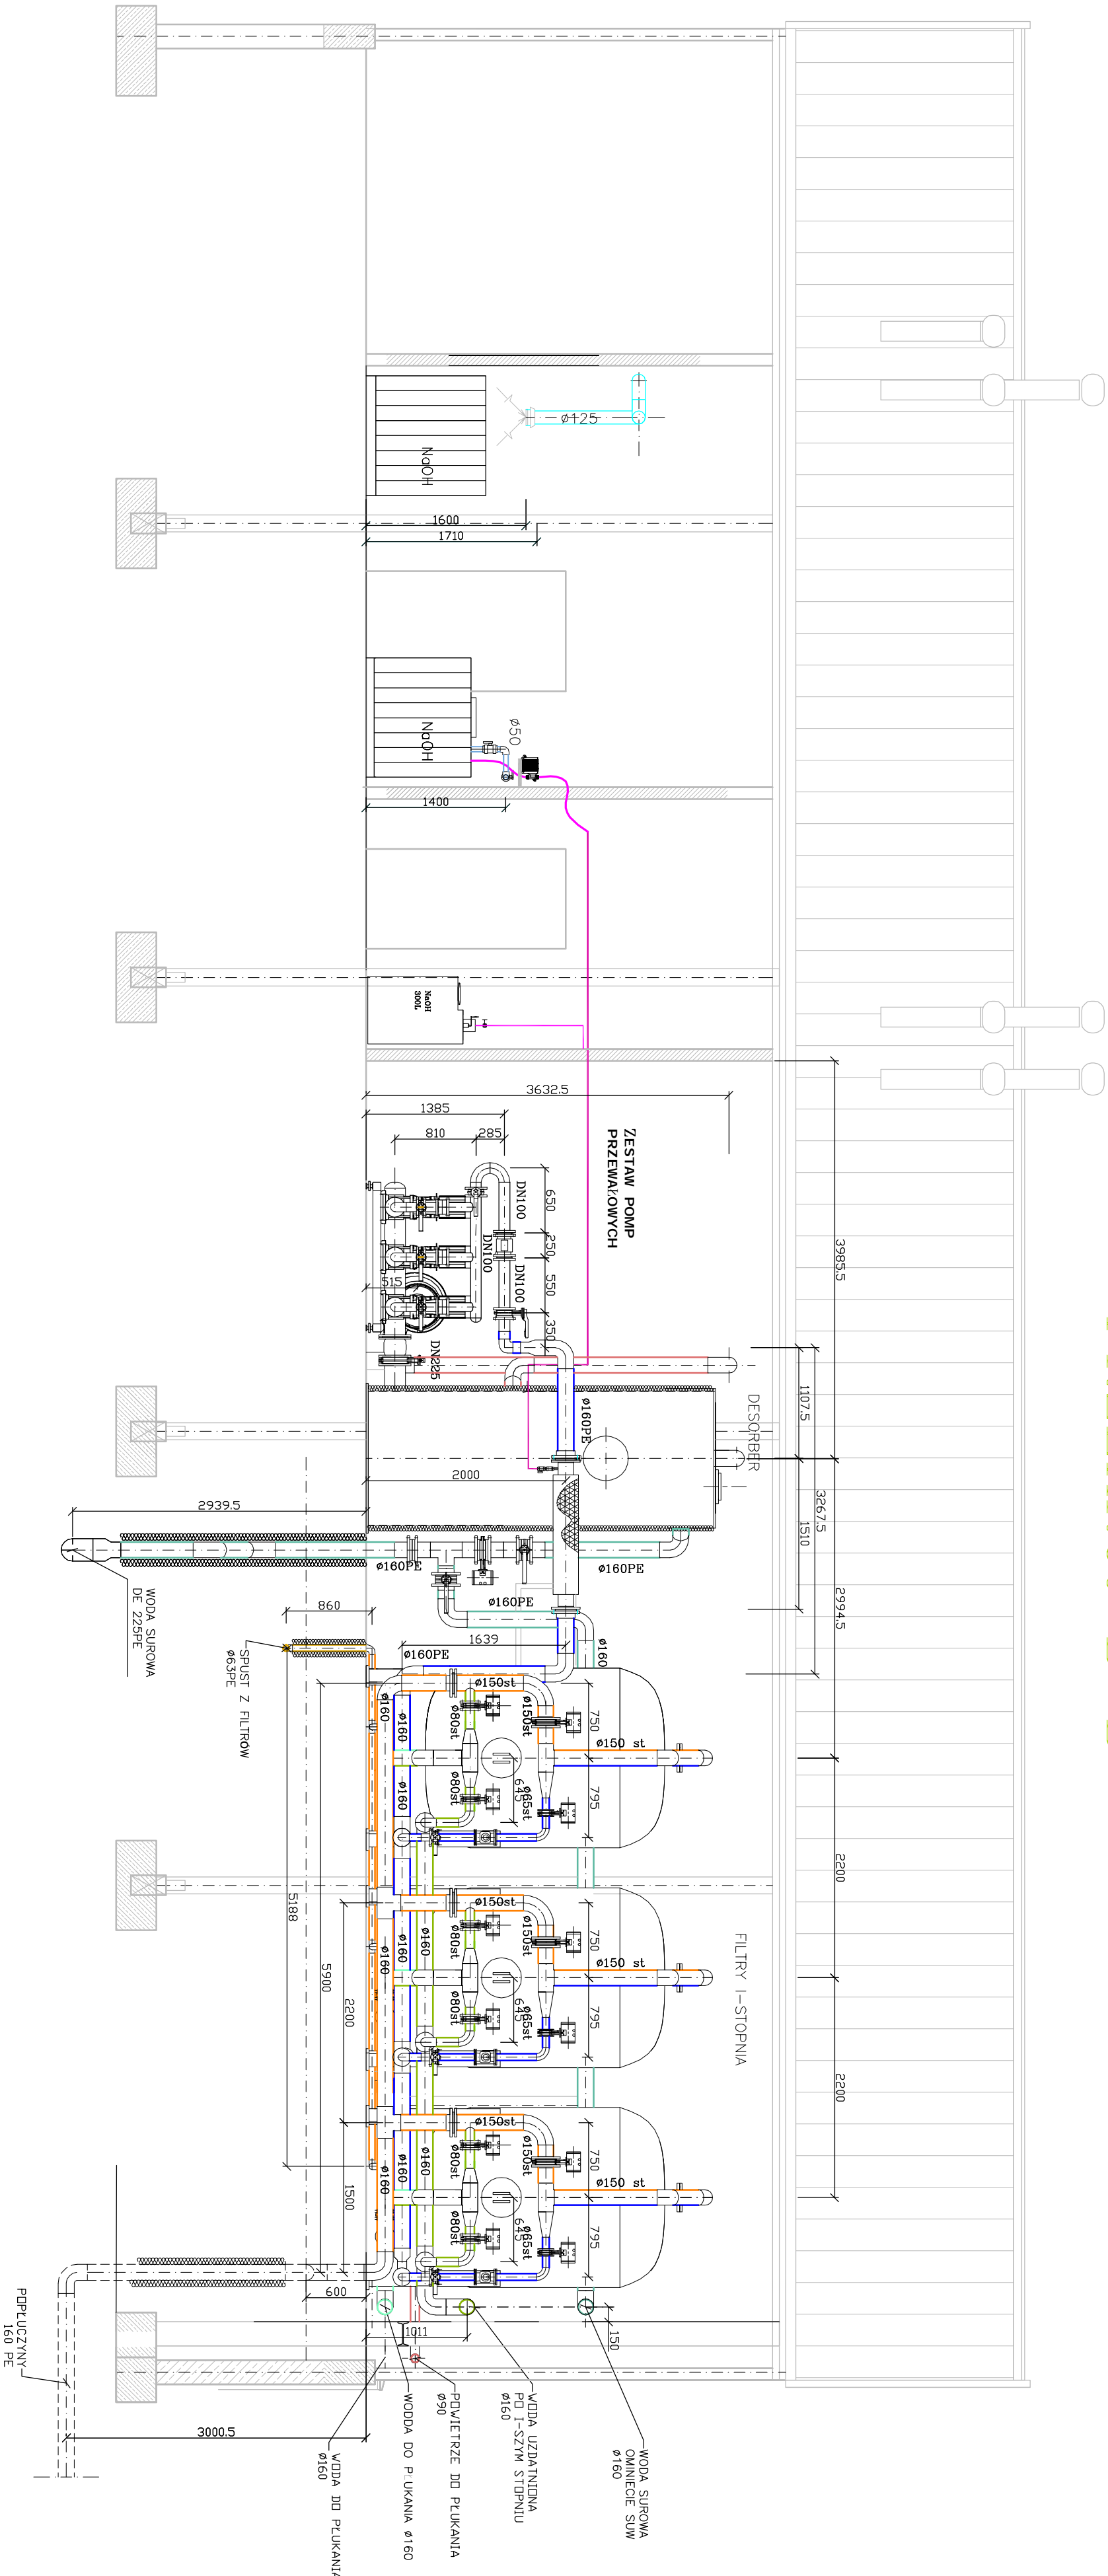 ø125
NaOH
1600
1710
NaOH
ø50
1400
NaOH
300L
3632.5
1385
810
285
ZESTAW POMP
PRZEWAŁOWYCH
650
DN100
250
DN100
550
DN100
350
515
DN225
3985.5
1107.5
3267.5
1510
2994.5
DESORBER
ø160PE
2000
2939.5
ø160PE
ø160PE
ø160PE
WODA SUROWA
DE 225PE
860
SPUST Z FILTRÓW
ø63PE
1639
ø160PE
ø160
ø150st
ø150st
750
ø150 st
ø80st
ø160
ø160
ø160
645
795
ø80st
ø65st
2200
5188
5900
2200
FILTRY I-STOPNIA
ø150st
ø150st
750
ø150 st
ø80st
ø160
ø160
ø160
645
795
ø80st
ø65st
2200
1500
ø150st
ø150st
750
ø150 st
ø80st
ø160
ø160
ø160
645
795
ø80st
ø65st
600
1011
150
3000.5
POPŁUCZYNY
160 PE
WODA SUROWA
OMINIECIE SUW
ø160
WODA UZDATNIONA
PO I-SZYM STOPNIU
ø160
POWIETRZE DO PŁUKANIA
ø90
WODDA DO PŁUKANIA ø160
WODA DO PŁUKANIA
ø160